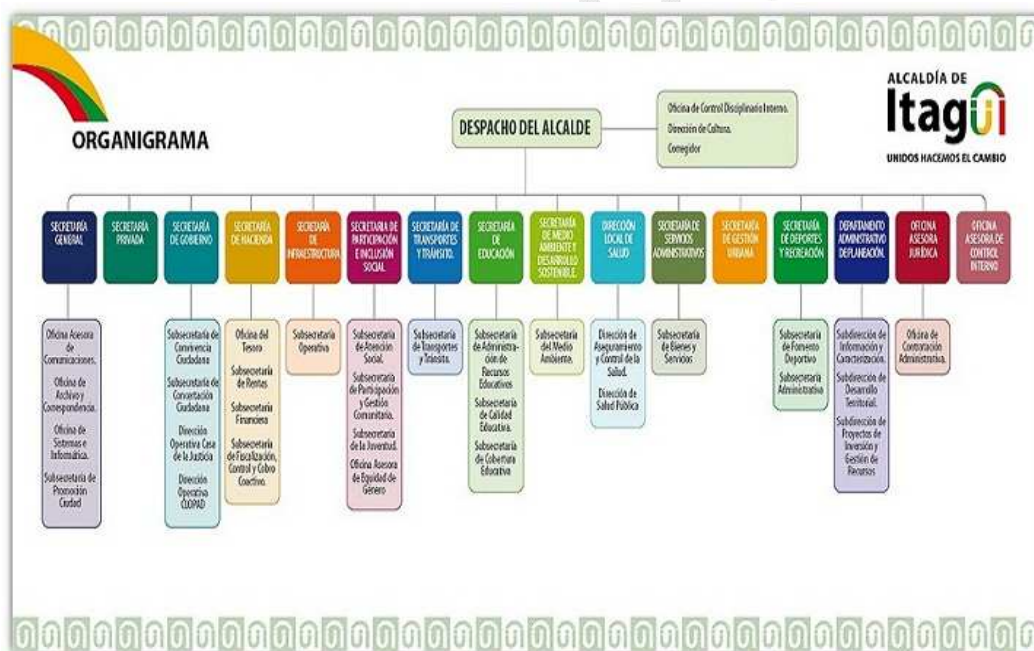 ORGANIGRAMA
ALCALDÍA DE
Itagüí
UNIDOS HACEMOS EL CAMBIO
DESPACHO DEL ALCALDE
Oficina de Control Disciplinario Interno.
Dirección de Cultura.
Corregidor
SECRETARÍA
GENERAL
SECRETARÍA
PRIVADA
SECRETARÍA
DE GOBIERNO
SECRETARÍA
DE HACIENDA
SECRETARÍA
DE
INFRAESTRUCTURA
SECRETARIA DE
PARTICIPACIÓN
E INCLUSIÓN
SOCIAL
SECRETARÍA DE
TRANSPORTES
Y TRÁNSITO.
SECRETARÍA
DE
EDUCACIÓN
SECRETARÍA
DE MEDIO
AMBIENTE Y
DESARROLLO
SOSTENIBLE.
DIRECCIÓN
LOCAL DE
SALUD
SECRETARÍA DE
SERVICIOS
ADMINISTRATIVOS
SECRETARÍA
DE GESTIÓN
URBANA
SECRETARÍA
DE DEPORTES
Y RECREACIÓN
DEPARTAMENTO
ADMINISTRATIVO
DE PLANEACIÓN.
OFICINA
ASESORA
JURÍDICA
OFICINA
ASESORA DE
CONTROL
INTERNO
Oficina Asesora
de
Comunicaciones.
Oficina de
Archivo y
Correspondencia.
Oficina de
Sistemas e
Informática.
Subsecretaría de
Promoción
Ciudad
Subsecretaría de
Convivencia
Ciudadana
Subsecretaría de
Concertación
Ciudadana
Dirección
Operativa Casa
de la Justicia
Dirección
Operativa
CLOPAD
Oficina del
Tesoro
Subsecretaría
de Rentas
Subsecretaría
Financiera
Subsecretaría
de Fiscalización,
Control y Cobro
Coactivo.
Subsecretaría
Operativa
Subsecretaría
de Atención
Social.
Subsecretaría
de Participación
y Gestión
Comunitaria.
Subsecretaría
de la Juventud.
Oficina Asesora
de Equidad de
Género
Subsecretaría
de Transportes
y Tránsito.
Subsecretaría
de Administra-
ción de
Recursos
Educativos
Subsecretaría
de Calidad
Educativa.
Subsecretaría
de Cobertura
Educativa
Subsecretaría
del Medio
Ambiente.
Dirección de
Aseguramiento
y Control de la
Salud.
Dirección de
Salud Pública
Subsecretaría
de Bienes y
Servicios
Subsecretaría
de Fomento
Deportivo
Subsecretaría
Administrativa
Subdirección de
Información y
Caracterización.
Subdirección de
Desarrollo
Territorial.
Subdirección de
Proyectos de
Inversión y
Gestión de
Recursos
Oficina de
Contratación
Administrativa.